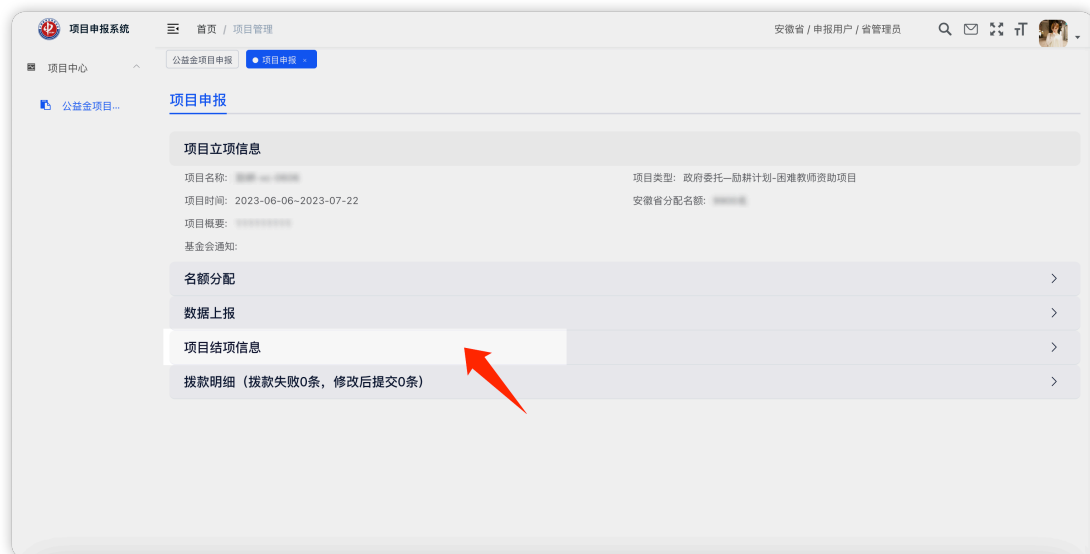 项目申报系统
首页 / 项目管理
安徽省 / 申报用户 / 省管理员
项目中心
公益金项目申报
项目申报 ×
公益金项目...
项目申报
项目立项信息
项目名称:
项目类型: 政府委托—励耕计划-困难教师资助项目
项目时间: 2023-06-06~2023-07-22
安徽省分配名额:
项目概要:
基金会通知:
名额分配
数据上报
项目结项信息
拨款明细（拨款失败0条，修改后提交0条）